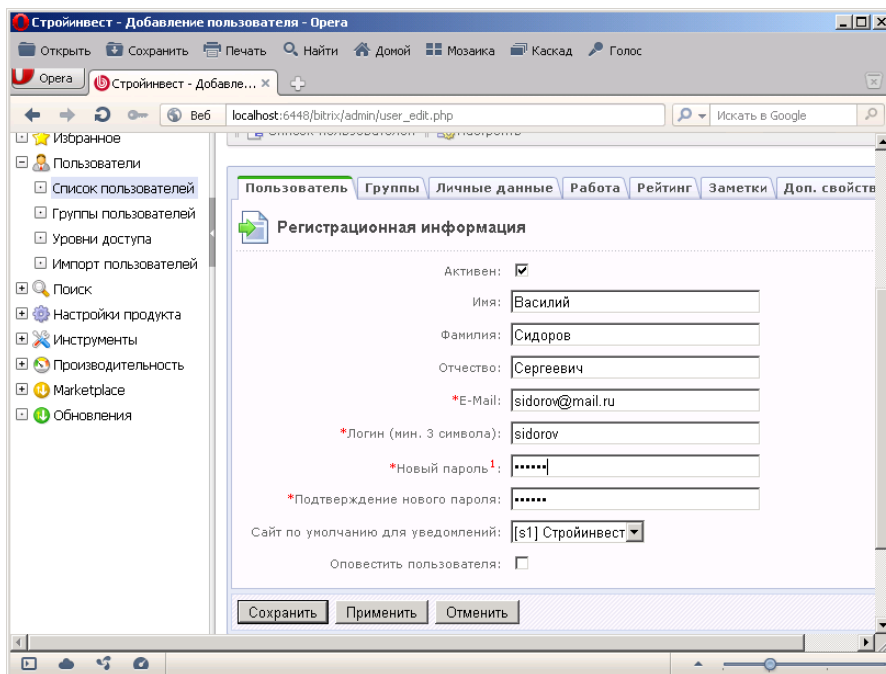 Стройинвест - Добавление пользователя - Opera
Открыть Сохранить Печать Найти Домой Мозаика Каскад Голос
Opera Стройинвест - Добавле...
Веб localhost:6448/bitrix/admin/user_edit.php Искать в Google
Избранное
Список пользователей Настроить
Пользователи
Список пользователей
Группы пользователей
Уровни доступа
Импорт пользователей
Поиск
Настройки продукта
Инструменты
Производительность
Marketplace
Обновления
Пользователь Группы Личные данные Работа Рейтинг Заметки Доп. свойств
Регистрационная информация
Активен:
Имя: Василий
Фамилия: Сидоров
Отчество: Сергеевич
*E-Mail: sidorov@mail.ru
*Логин (мин. 3 символа): sidorov
*Новый пароль1: ••••••
*Подтверждение нового пароля: ••••••
Сайт по умолчанию для уведомлений: [s1] Стройинвест
Оповестить пользователя:
Сохранить Применить Отменить